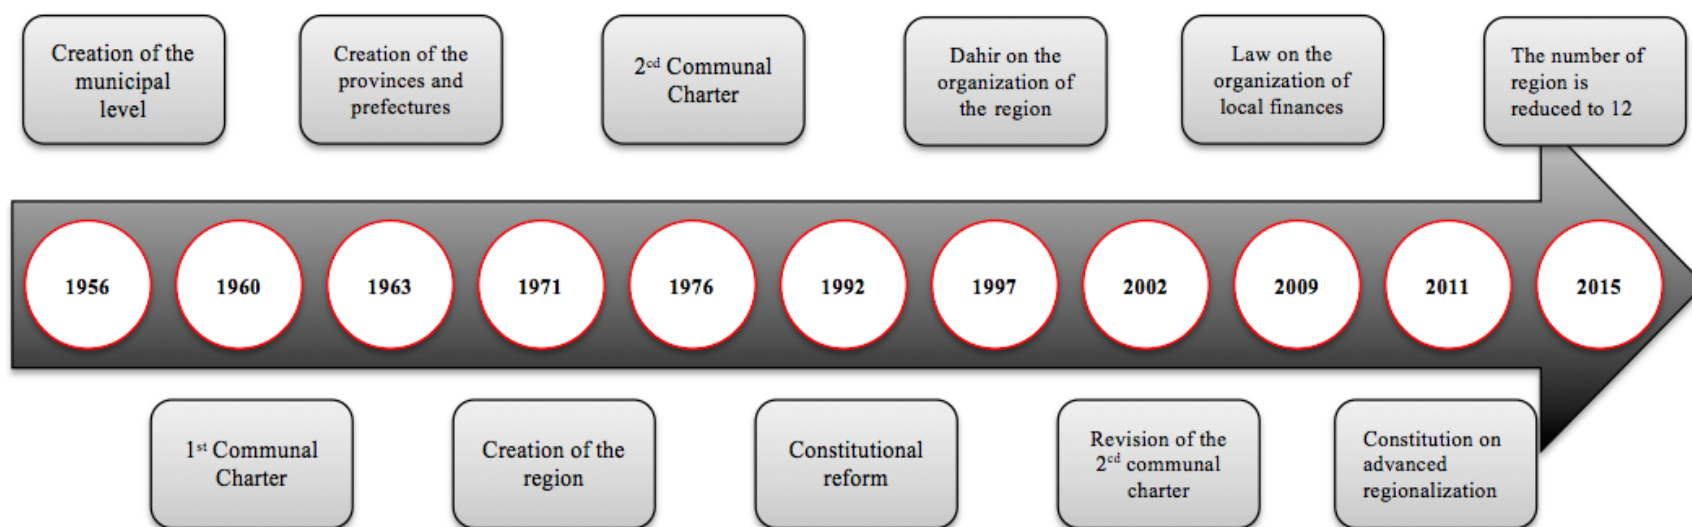 Creation of the
municipal
level
Creation of the
provinces and
prefectures
2cd Communal
Charter
Dahir on the
organization of
the region
Law on the
organization of
local finances
The number of
region is
reduced to 12
1956
1960
1963
1971
1976
1992
1997
2002
2009
2011
2015
1st Communal
Charter
Creation of the
region
Constitutional
reform
Revision of the
2cd communal
charter
Constitution on
advanced
regionalization